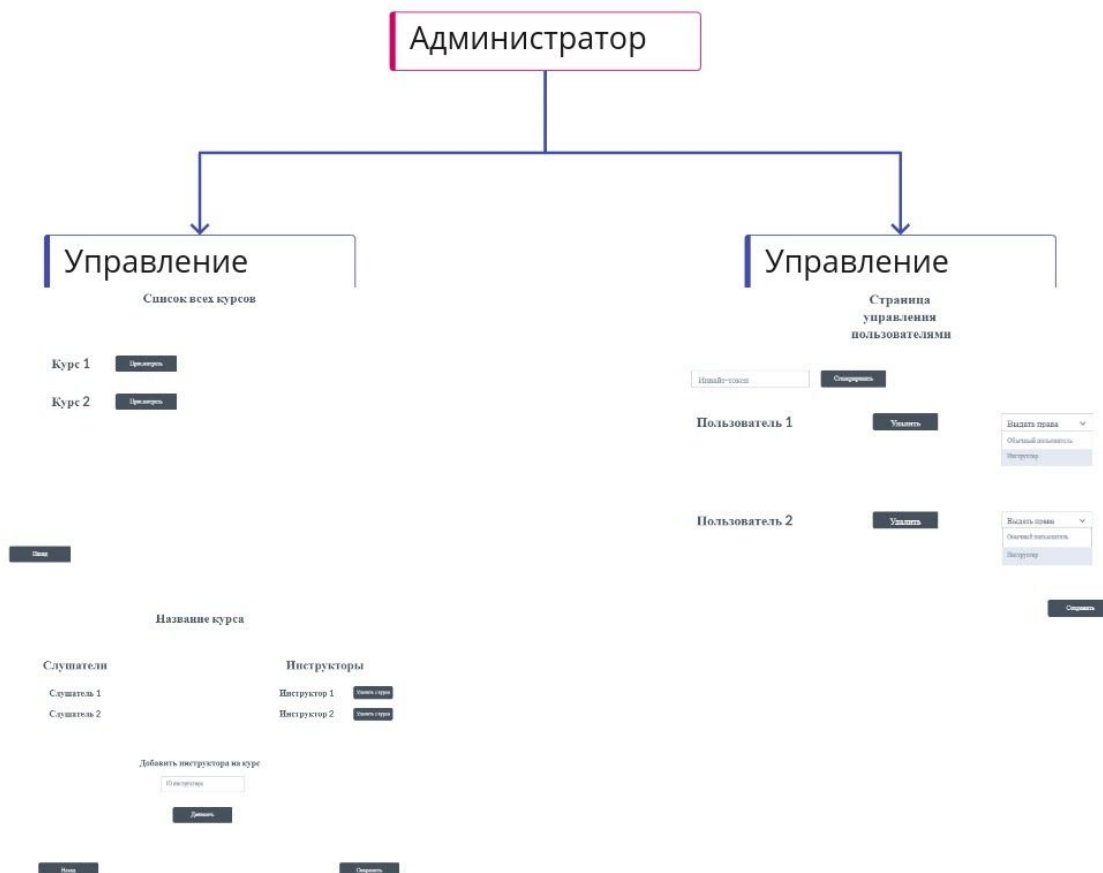 Администратор
Управление
Список всех курсов
Курс 1
Просмотреть
Курс 2
Просмотреть
Назад
Название курса
Слушатели
Инструкторы
Слушатель 1
Инструктор 1
Удалить с курса
Слушатель 2
Инструктор 2
Удалить с курса
Добавить инструктора на курс
ID инструктора
Добавить
Назад
Сохранить
Управление
Страница
управления
пользователями
Инвайт-токен
Сгенерировать
Пользователь 1
Удалить
Выдать права
Обычный пользователь
Инструктор
Пользователь 2
Удалить
Выдать права
Обычный пользователь
Инструктор
Сохранить